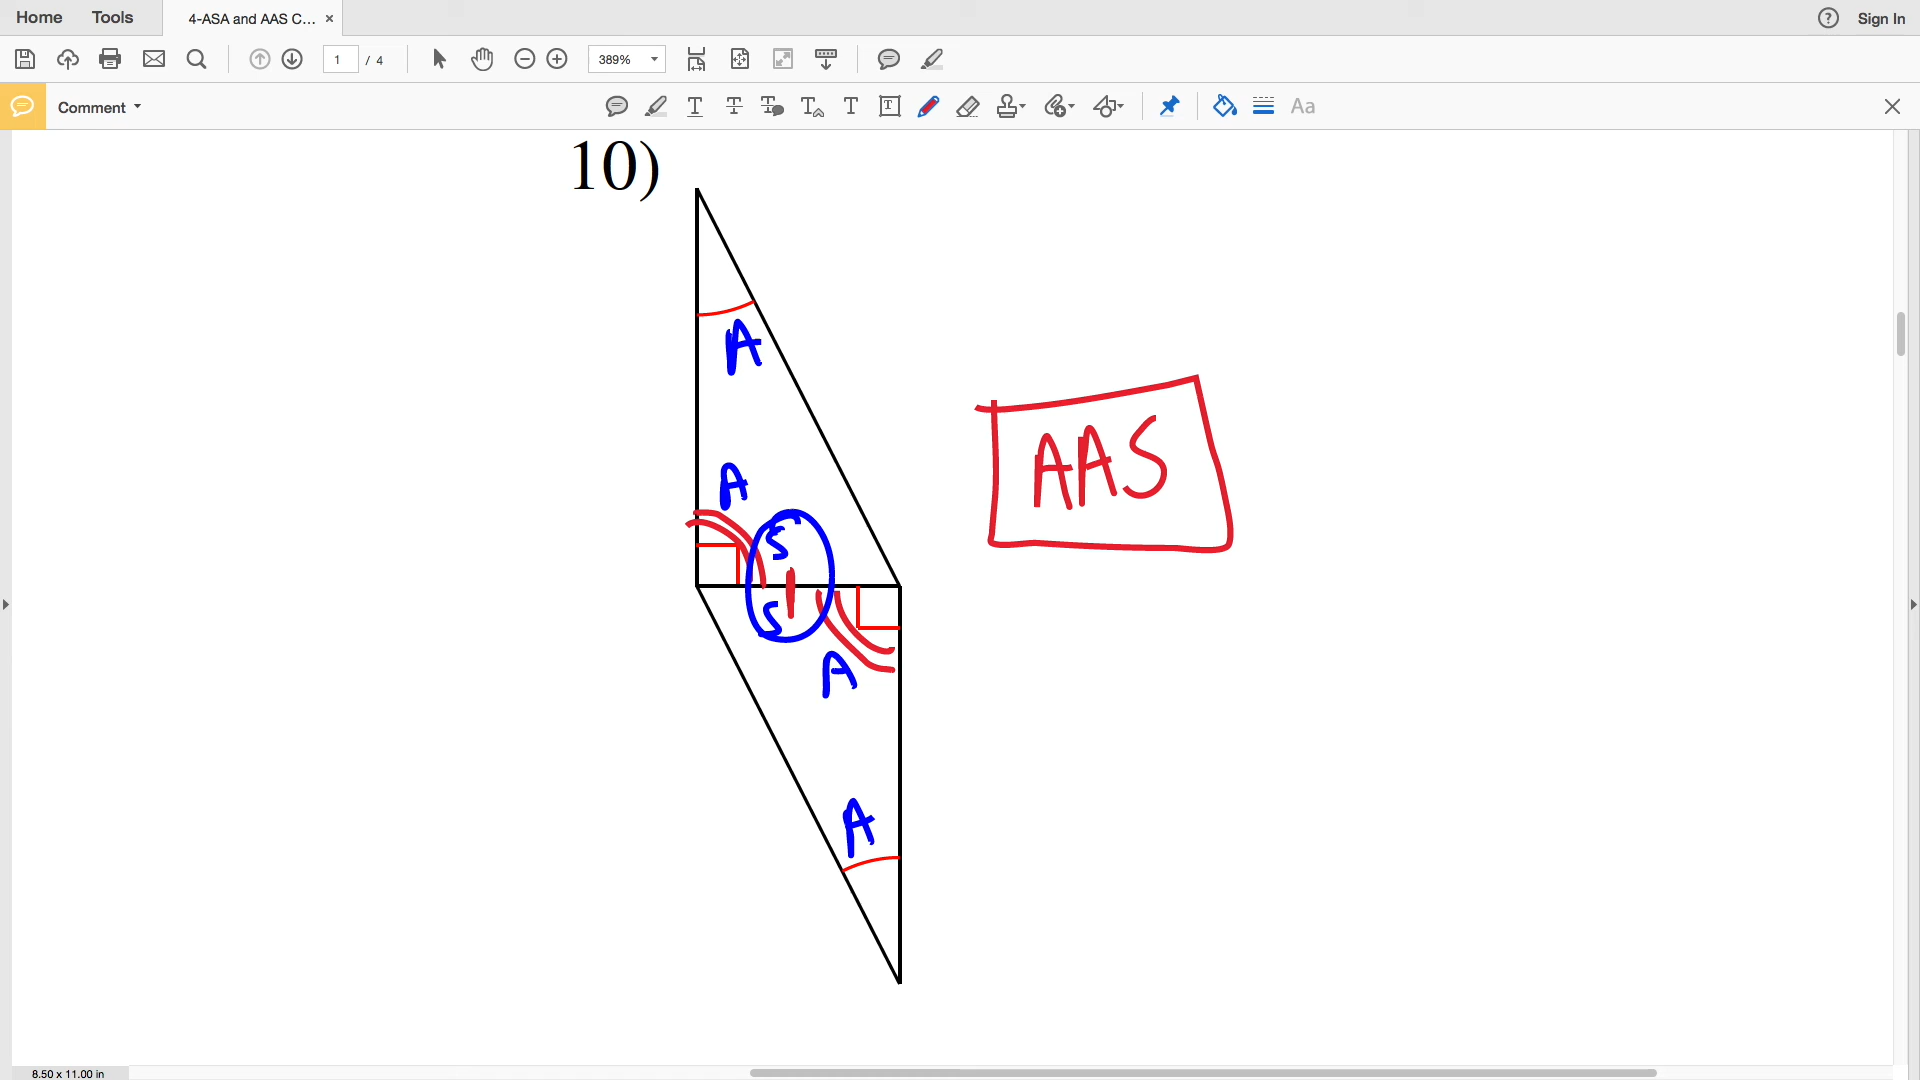 Home Tools 4-ASA and AAS C... × ? Sign In
1 / 4 389%
Comment T T T T T T Aa
10)
A
AAS
A
S
S
A
A
8.50 x 11.00 in